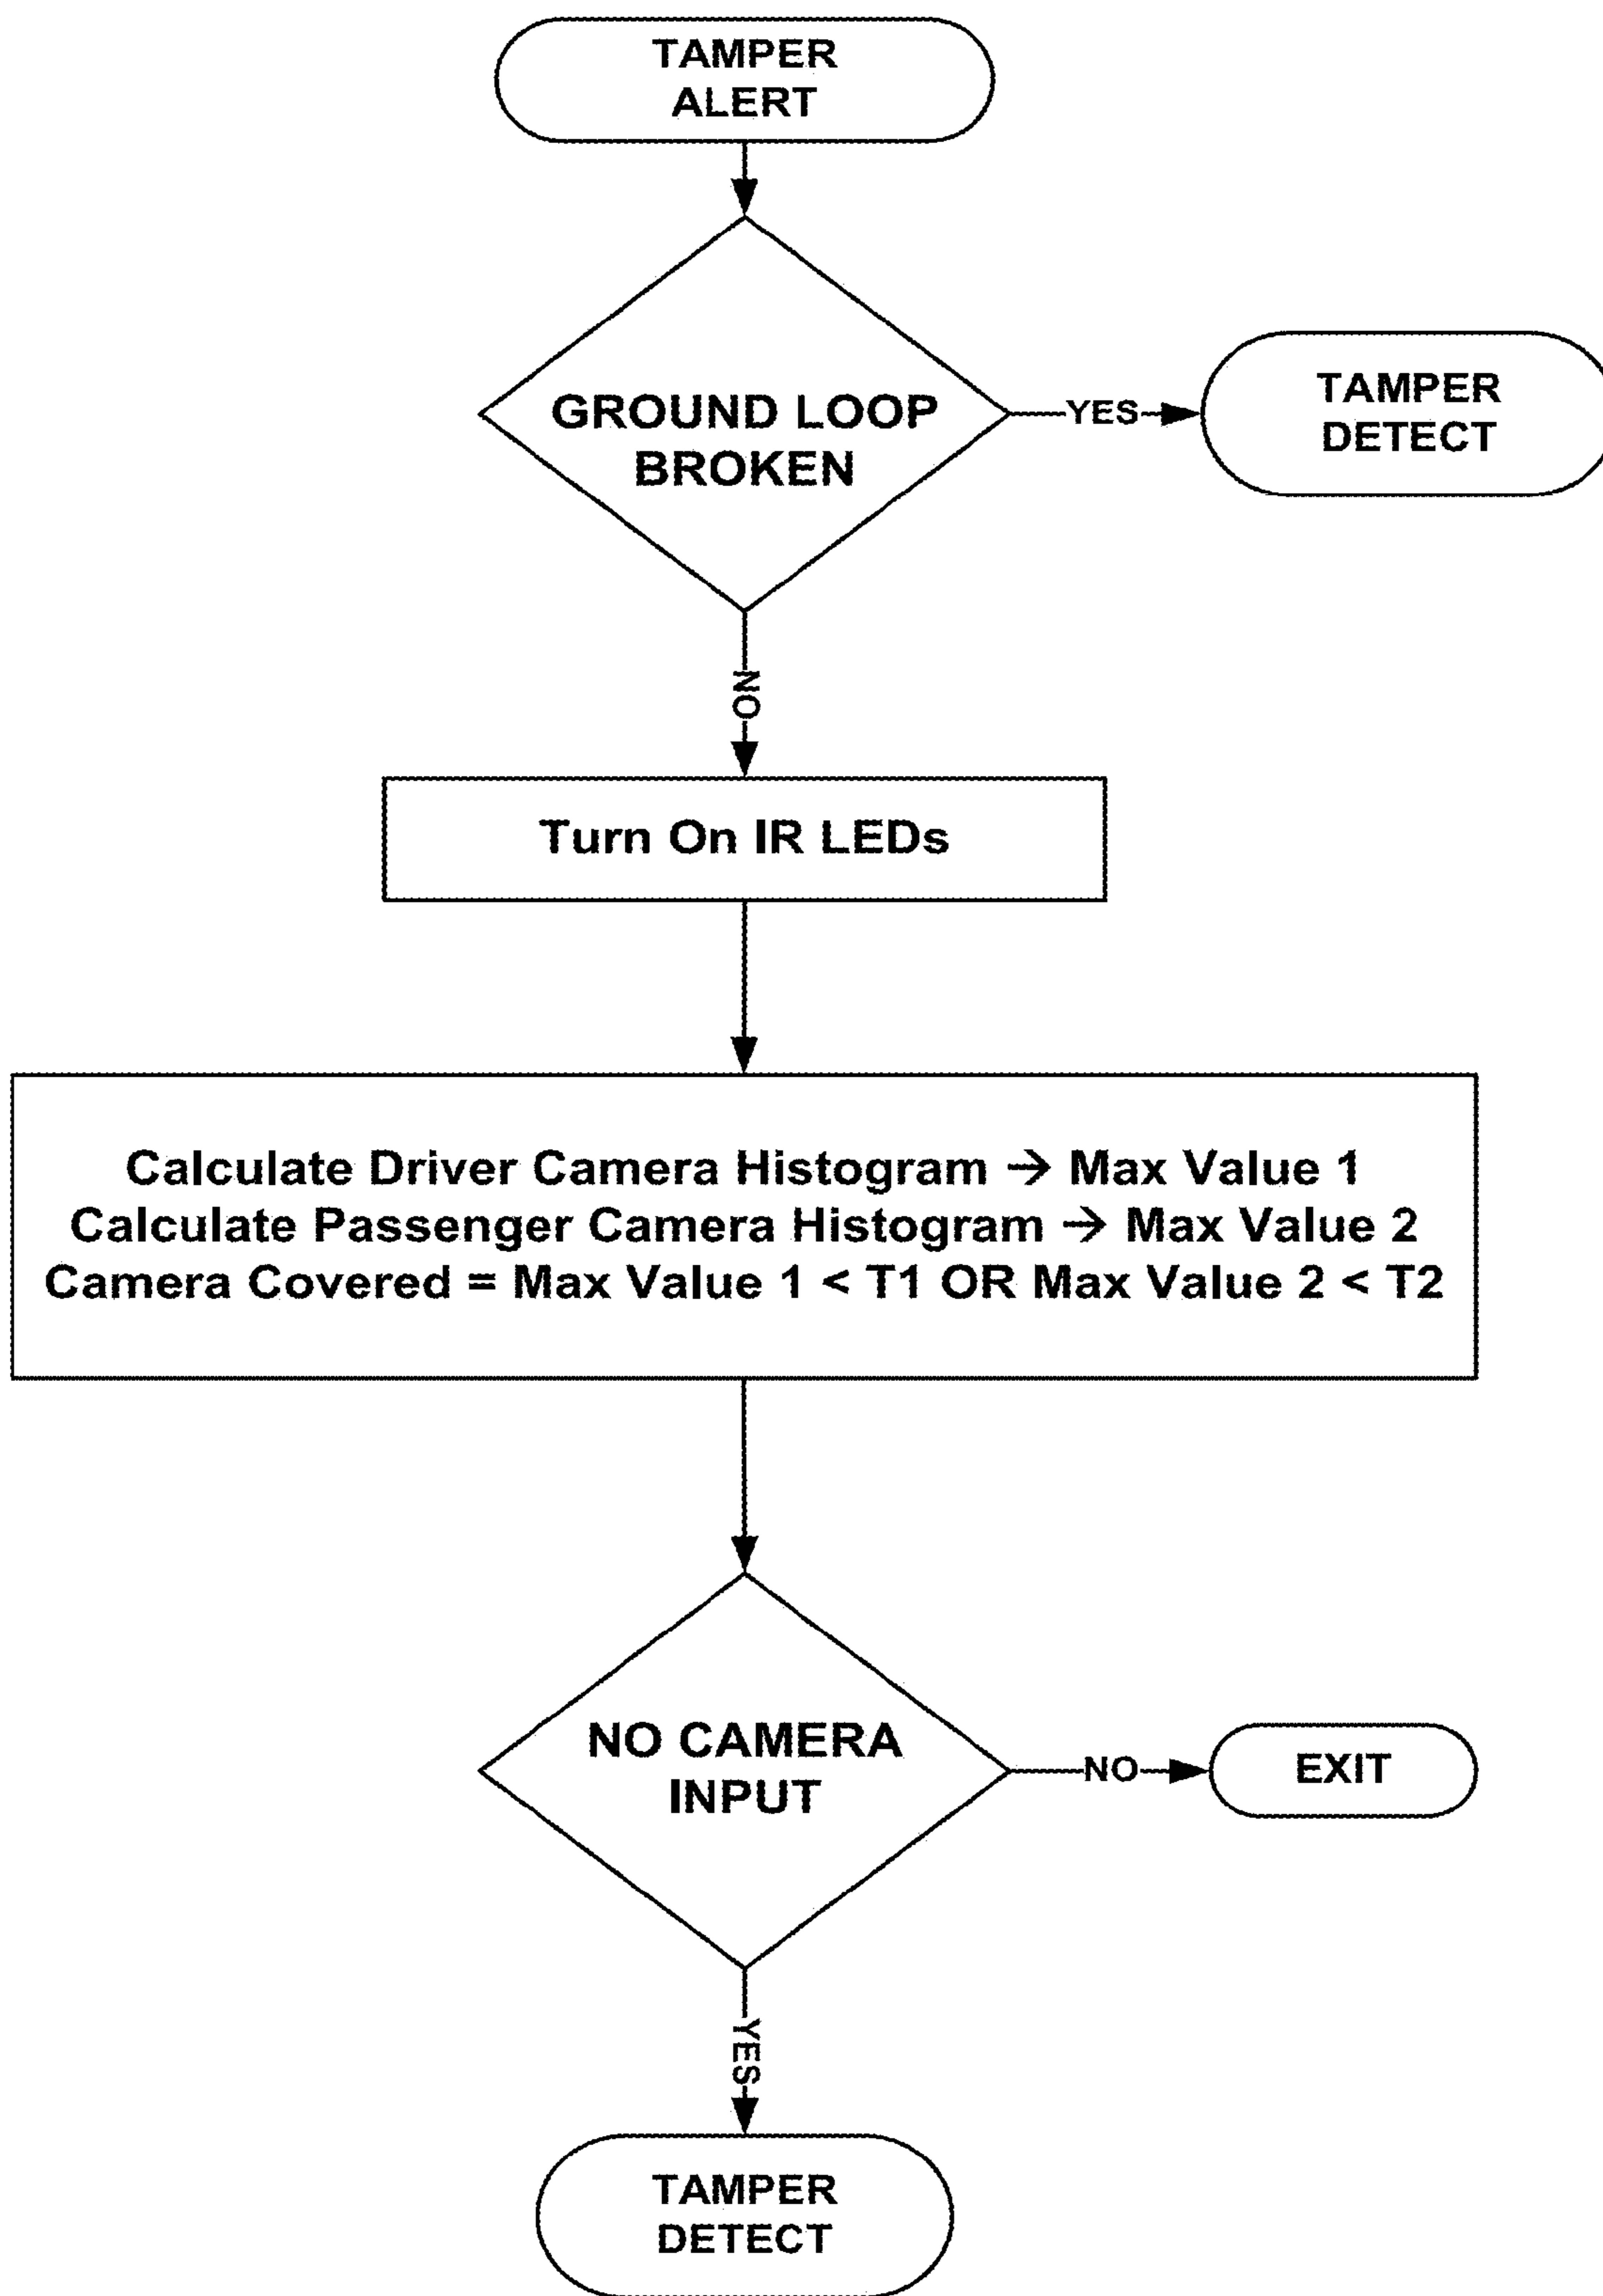 TAMPER
ALERT
GROUND LOOP
BROKEN
YES
TAMPER
DETECT
NO
Turn On IR LEDs
Calculate Driver Camera Histogram → Max Value 1
Calculate Passenger Camera Histogram → Max Value 2
Camera Covered = Max Value 1 < T1 OR Max Value 2 < T2
NO CAMERA
INPUT
NO
EXIT
YES
TAMPER
DETECT